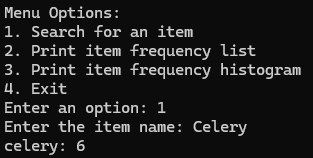 Menu Options:
1. Search for an item
2. Print item frequency list
3. Print item frequency histogram
4. Exit
Enter an option: 1
Enter the item name: Celery
celery: 6